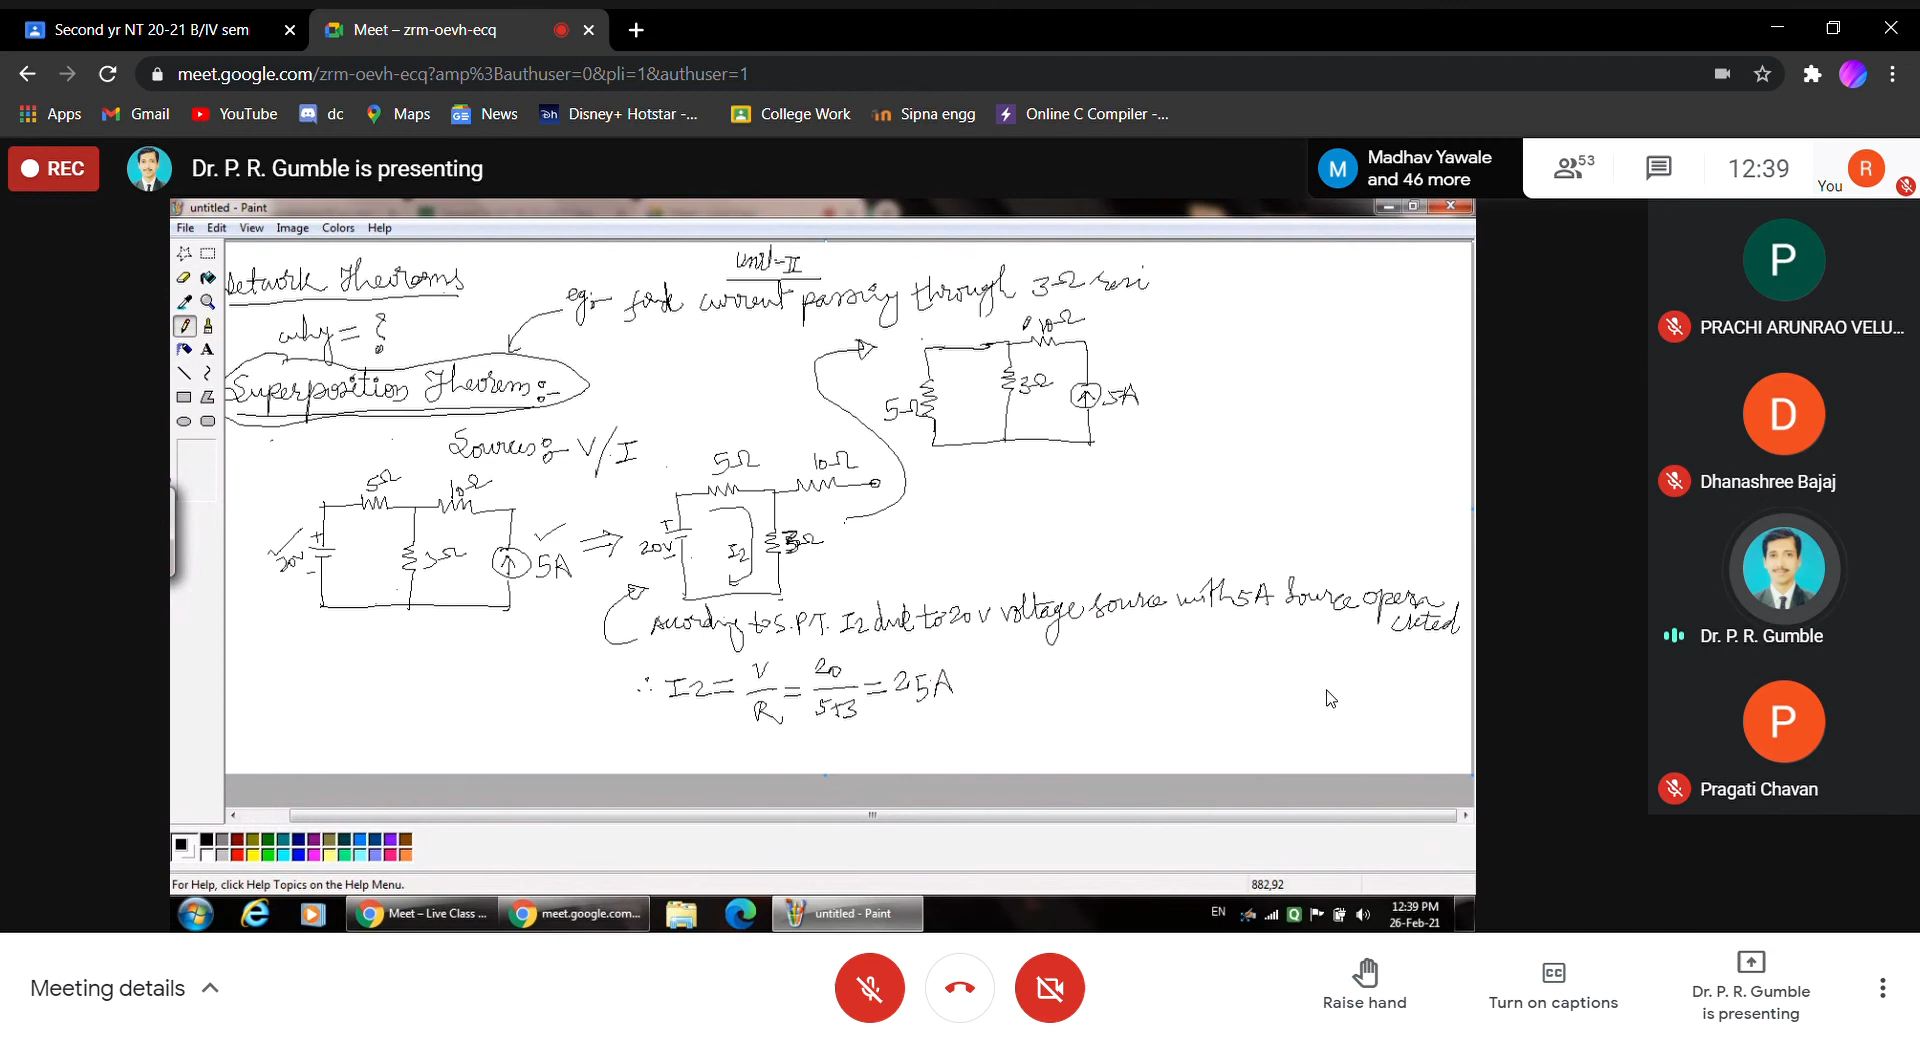 Second yr NT 20-21 B/IV sem
Meet – zrm-oevh-ecq
meet.google.com/zrm-oevh-ecq?amp%3Bauthuser=0&pli=1&authuser=1
Apps Gmail YouTube dc Maps News Disney+ Hotstar -... College Work Sipna engg Online C Compiler -...
REC
Dr. P. R. Gumble is presenting
M
Madhav Yawale
and 46 more
53
12:39
You
R
untitled - Paint
File Edit View Image Colors Help
Unit-II
Network Theorems
eg:- find current passing through 3Ω resi
why = ?
Superposition Theorem:-
Sources:- V/I
10Ω
5Ω
3Ω
5A
5Ω
10Ω
20V
+
-
3Ω
5A
5Ω
10Ω
20V
I2
3Ω
According to S.P.T. I2 due to 20V voltage source with 5A source open
ckted
∴ I2 = V/R = 20/5+3 = 2.5A
For Help, click Help Topics on the Help Menu.
882,92
Meet – Live Class ...
meet.google.com...
untitled - Paint
EN
12:39 PM
26-Feb-21
P
PRACHI ARUNRAO VELU...
D
Dhanashree Bajaj
Dr. P. R. Gumble
P
Pragati Chavan
Meeting details
Raise hand
Turn on captions
Dr. P. R. Gumble
is presenting